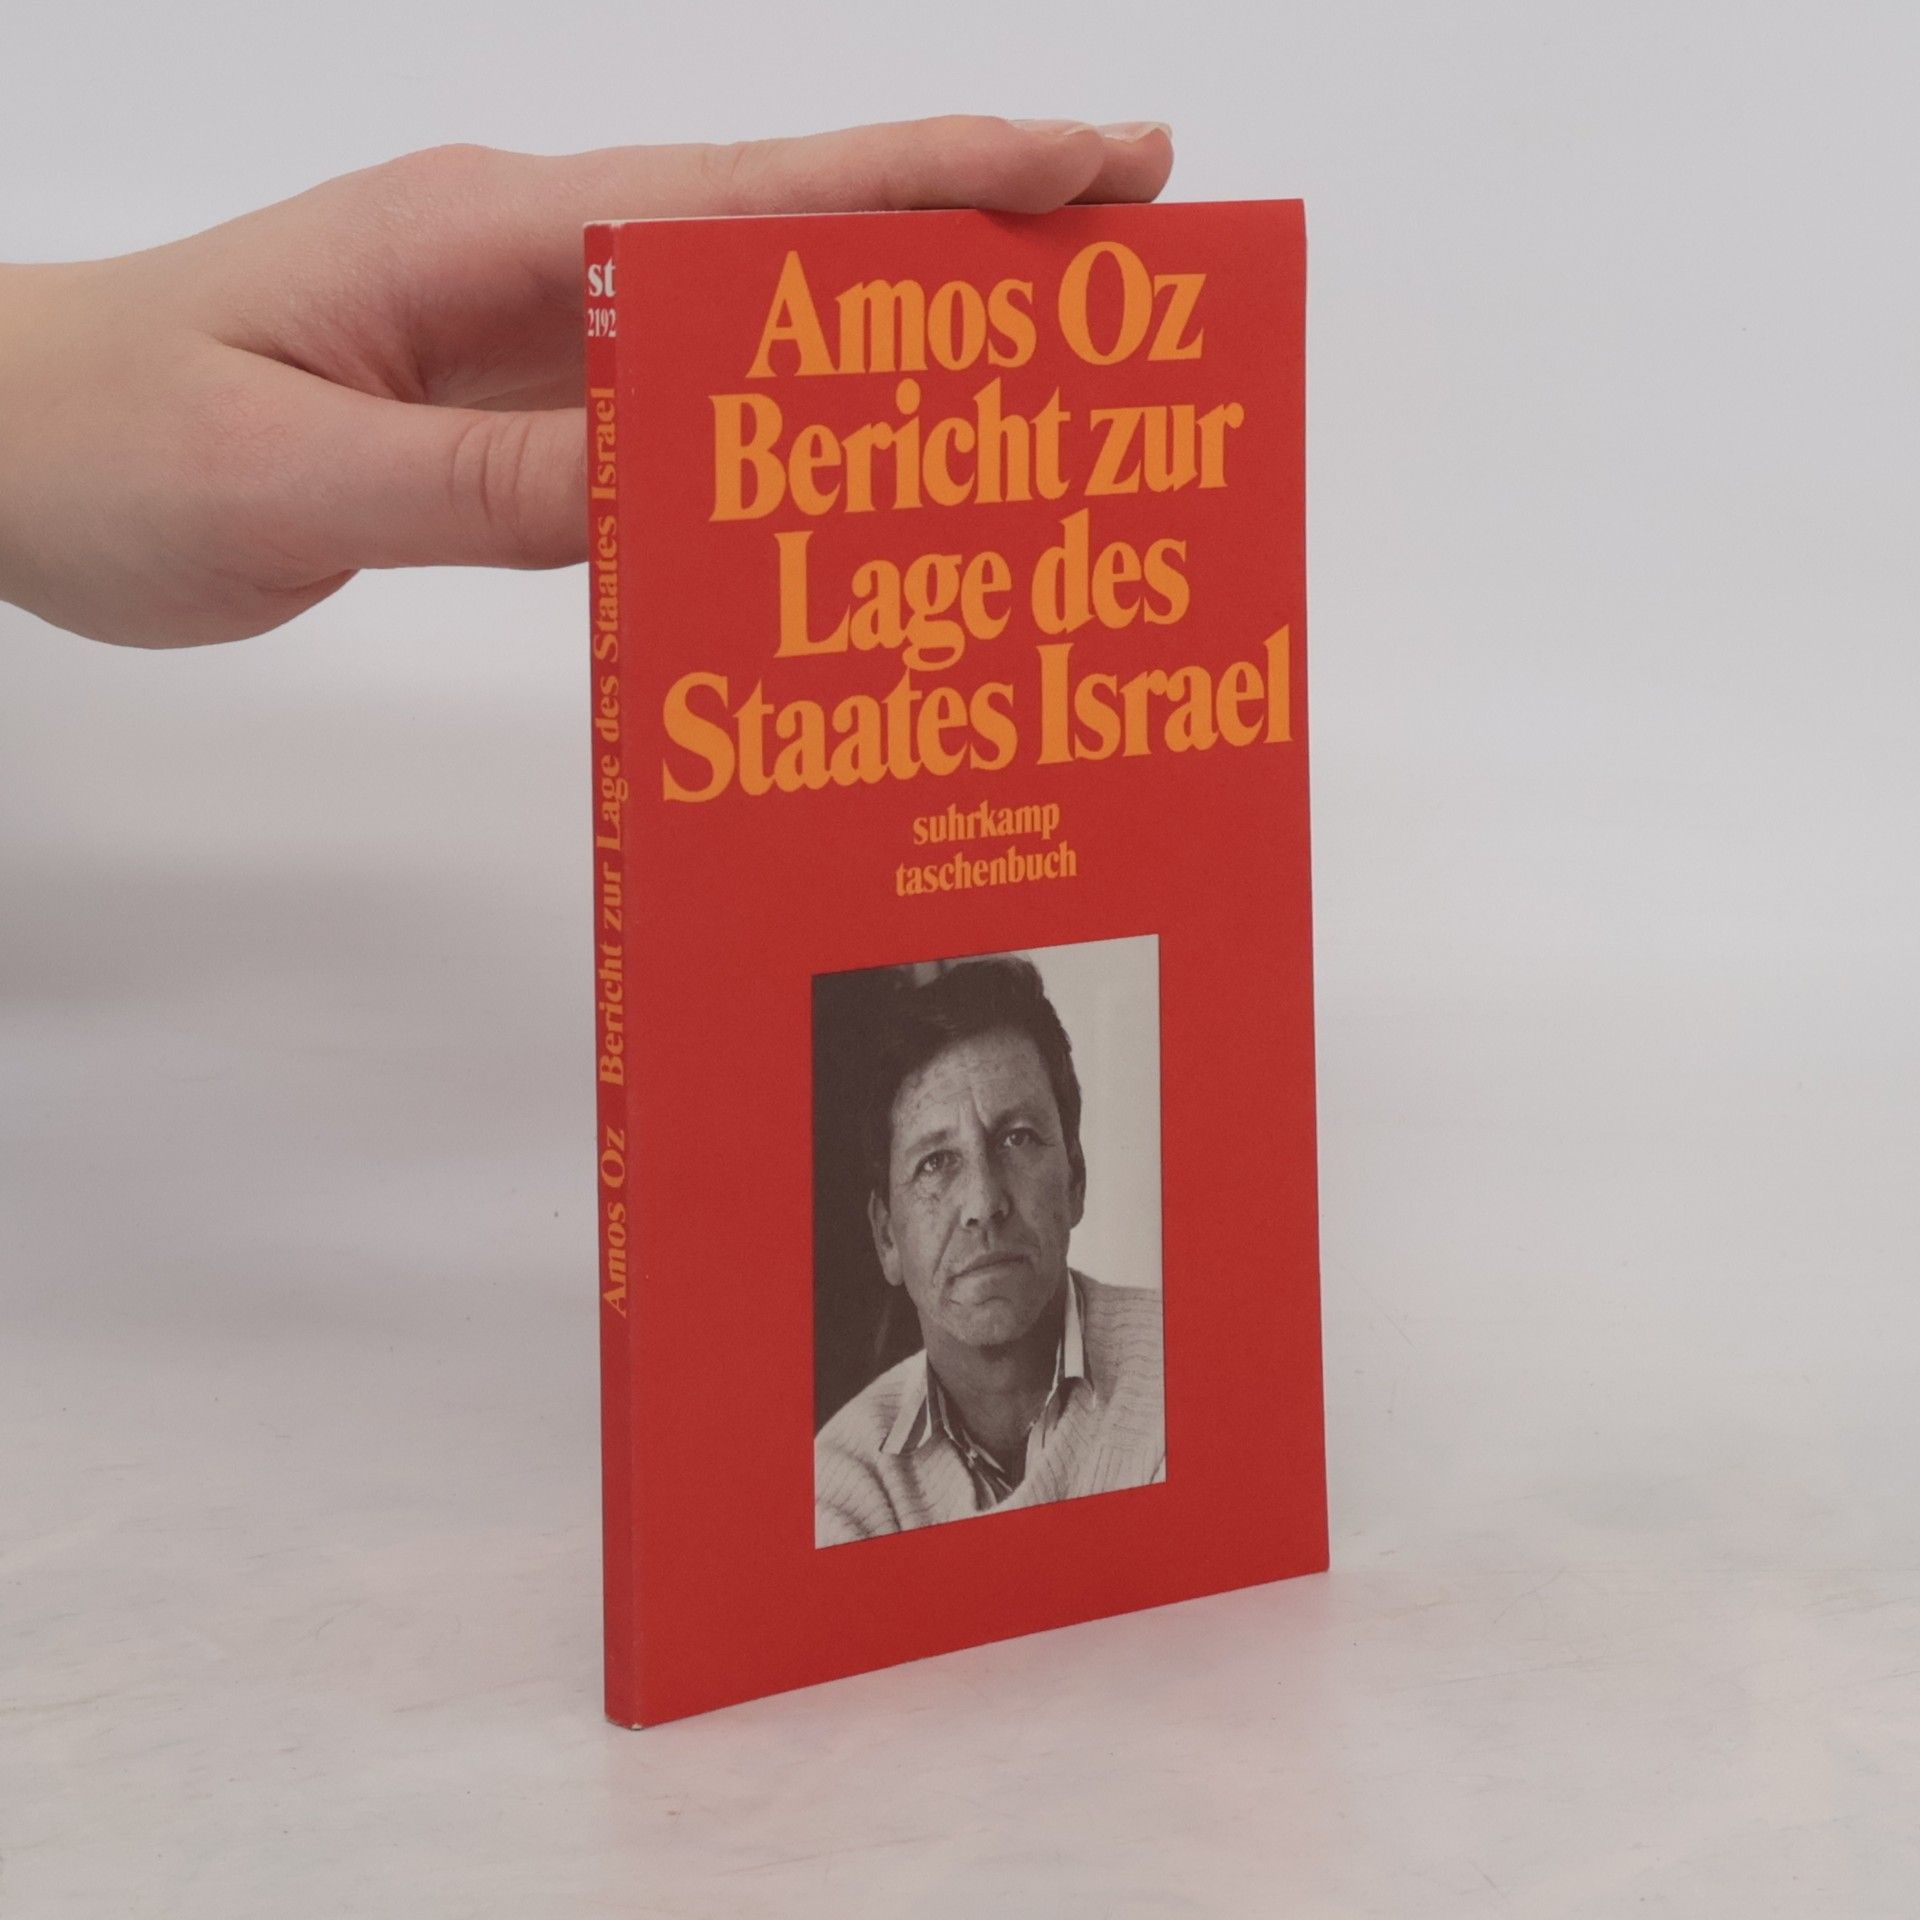 st
2192
Amos Oz Bericht zur Lage des Staates Israel
Amos Oz
Bericht zur
Lage des
Staates Israel
suhrkamp
taschenbuch